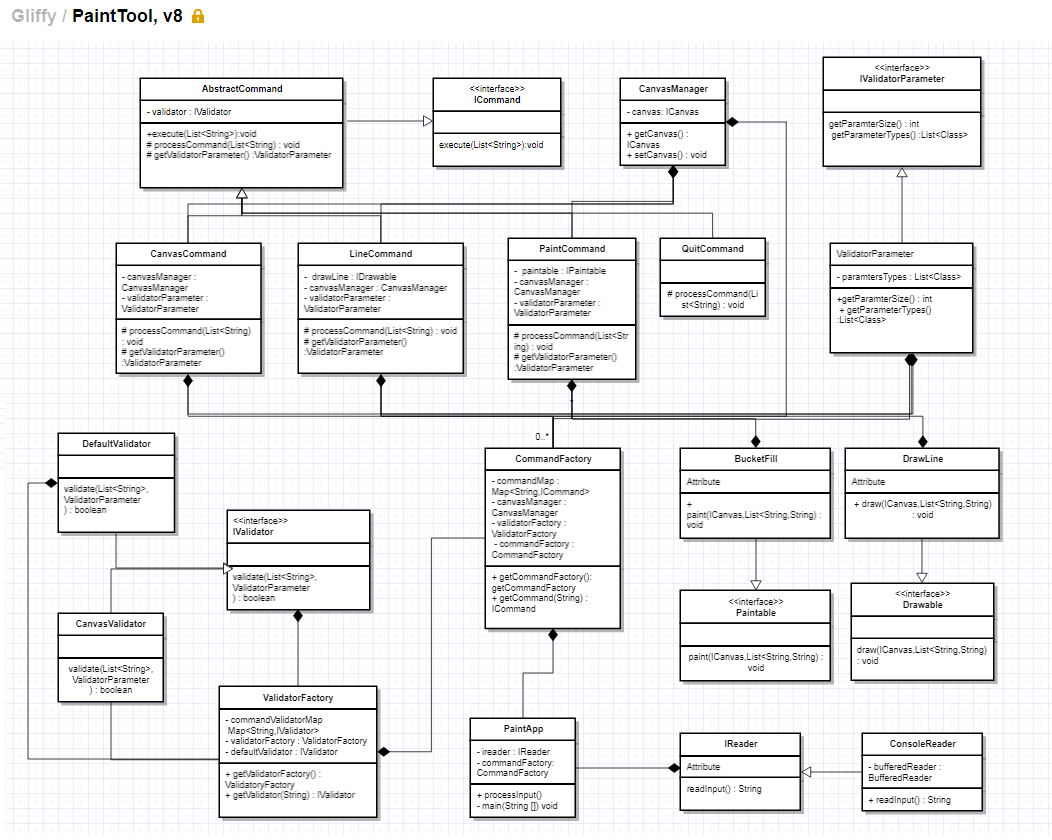 Gliffy / PaintTool, v8
AbstractCommand
- validator : IValidator
+execute(List<String>):void
# processCommand(List<String) : void
# getValidatorParameter() :ValidatorParameter
<<interface>>
ICommand
execute(List<String>):void
CanvasManager
- canvas: ICanvas
+ getCanvas() :
ICanvas
+ setCanvas() : void
<<interface>>
IValidatorParameter
getParamterSize() : int
getParameterTypes() :List<Class>
CanvasCommand
- canvasManager :
CanvasManager
- validatorParameter :
ValidatorParameter
# processCommand(List<String)
: void
# getValidatorParameter()
:ValidatorParameter
LineCommand
- drawLine : IDrawable
- canvasManager : CanvasManager
- validatorParameter :
ValidatorParameter
# processCommand(List<String) : void
# getValidatorParameter()
:ValidatorParameter
PaintCommand
- paintable : IPaintable
- canvasManager :
CanvasManager
- validatorParameter :
ValidatorParameter
# processCommand(List<Str
ing) : void
# getValidatorParameter()
:ValidatorParameter
QuitCommand
# processCommand(Li
st<String) : void
ValidatorParameter
- paramtersTypes : List<Class>
+getParamterSize() : int
+ getParameterTypes()
:List<Class>
0..*
DefaultValidator
validate(List<String>,
ValidatorParameter
) : boolean
<<interface>>
IValidator
validate(List<String>,
ValidatorParameter
) : boolean
CanvasValidator
validate(List<String>,
ValidatorParameter
) : boolean
ValidatorFactory
- commandValidatorMap
Map<String,IValidator>
- validatorFactory : ValidatorFactory
- defaultValidator : IValidator
+ getValidatorFactory() :
ValidatoryFactory
+ getValidator(String) : IValidator
CommandFactory
- commandMap :
Map<String,ICommand>
- canvasManager :
CanvasManager
- validatorFactory :
ValidatorFactory
- commandFactory :
CommandFactory
+ getCommandFactory():
getCommandFactory
+ getCommand(String) :
ICommand
BucketFill
Attribute
+
paint(ICanvas,List<String,String) :
void
DrawLine
Attribute
+ draw(ICanvas,List<String,String)
: void
<<interface>>
Paintable
paint(ICanvas,List<String,String) :
void
<<interface>>
Drawable
draw(ICanvas,List<String,String)
: void
PaintApp
- ireader : IReader
- commandFactory:
CommandFactory
+ processInput()
- main(String []) void
IReader
Attribute
readInput() : String
ConsoleReader
- bufferedReader :
BufferedReader
+ readInput() : String